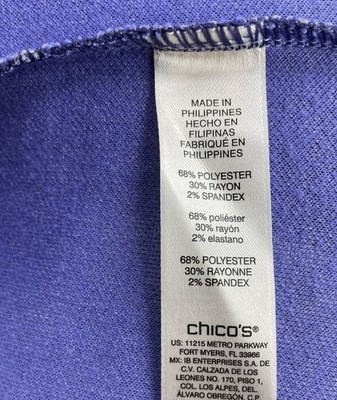 MADE IN
PHILIPPINES
HECHO EN
FILIPINAS
FABRIQUÉ EN
PHILIPPINES
68% POLYESTER
30% RAYON
2% SPANDEX
68% poliéster
30% rayón
2% elastano
68% POLYESTER
30% RAYONNE
2% SPANDEX
chico's®
US: 11215 METRO PARKWAY
FORT MYERS, FL 33966
MX: IB ENTERPRISES S.A. DE
C.V. CALZADA DE LOS
LEONES NO. 170, PISO 1,
COL. LOS ALPES, DEL.
ÁLVARO OBREGÓN, C.P.